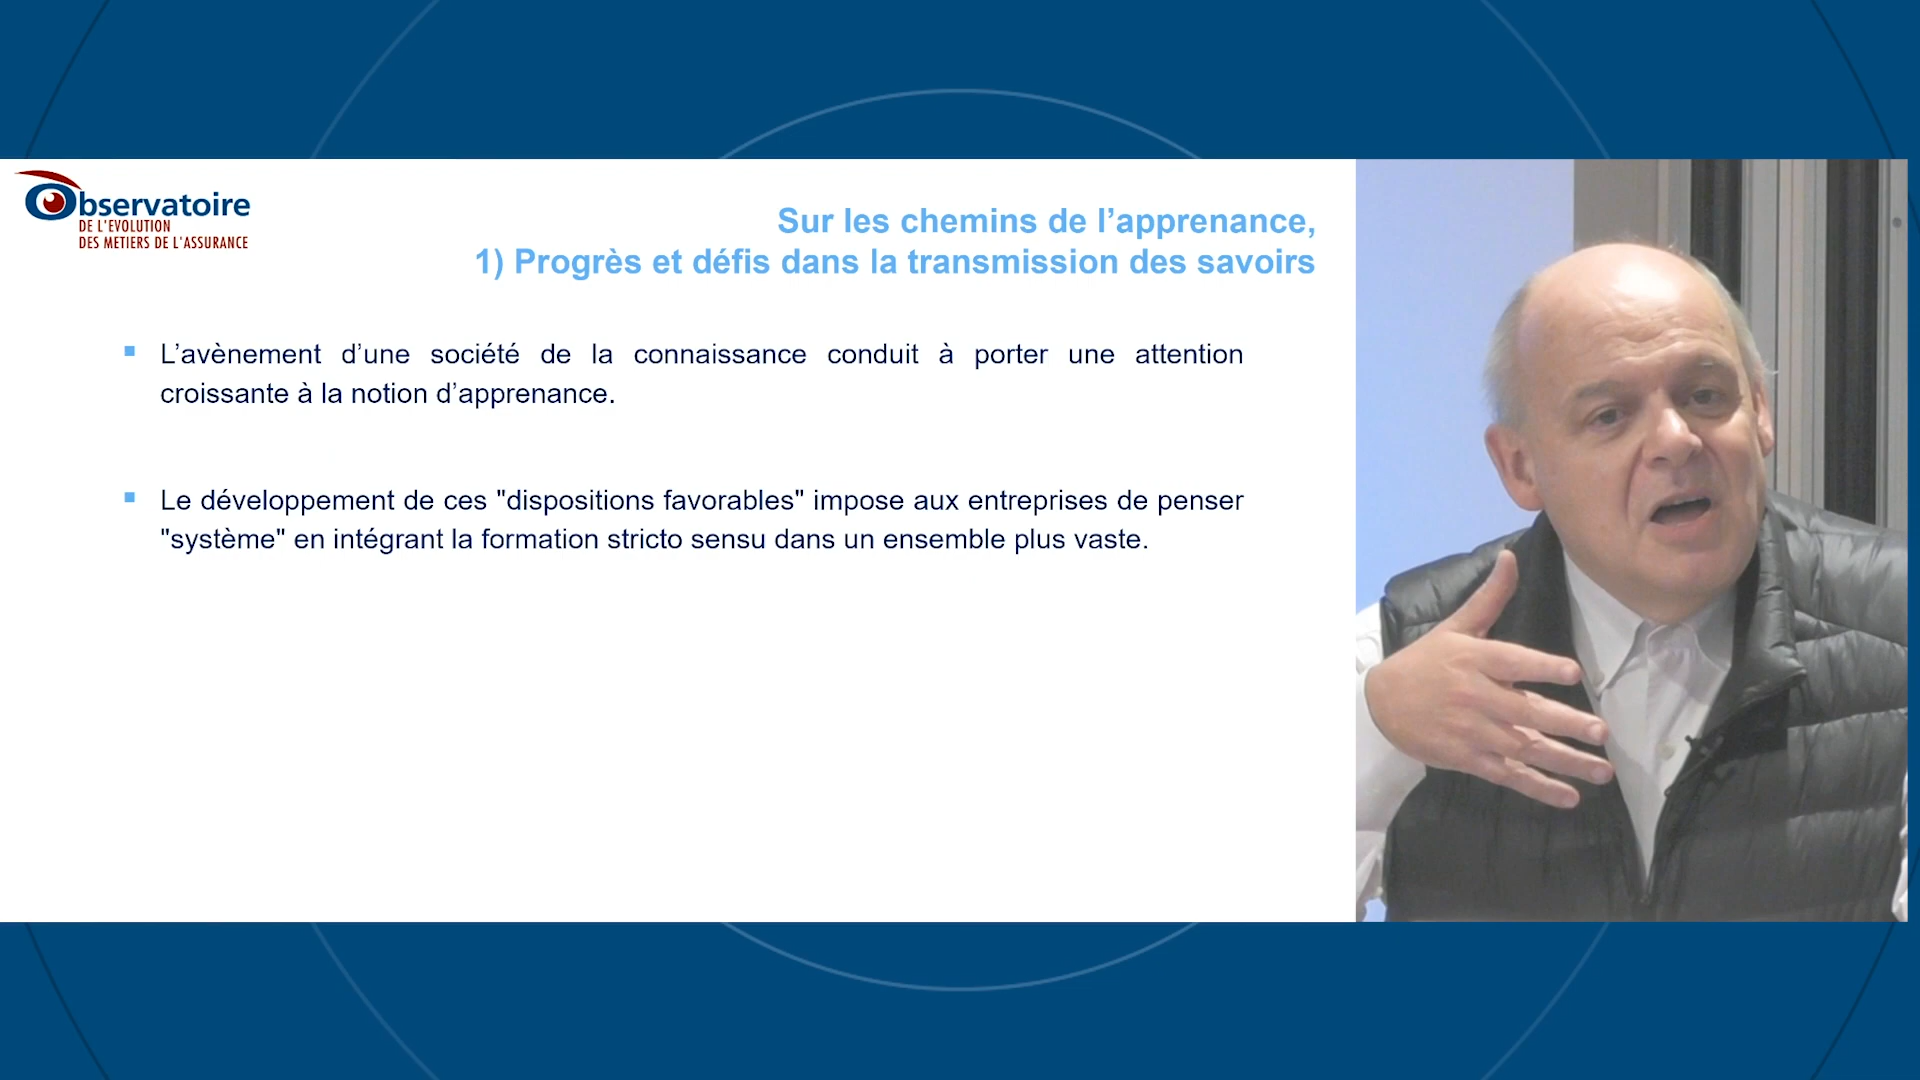 Observatoire
DE L'EVOLUTION
DES METIERS DE L'ASSURANCE
Sur les chemins de l’apprenance,
1) Progrès et défis dans la transmission des savoirs
L’avènement d’une société de la connaissance conduit à porter une attention
croissante à la notion d’apprenance.
Le développement de ces "dispositions favorables" impose aux entreprises de penser
"système" en intégrant la formation stricto sensu dans un ensemble plus vaste.